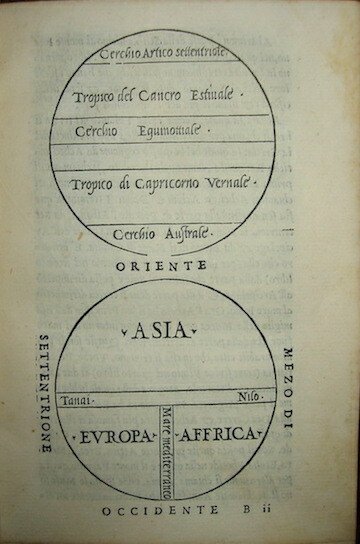 Cerchio Artico settentriole·
Tropico del Cancro Estiuale·
Cerchio Equinottiale·
Tropico di Capricorno Vernale·
Cerchio Australe·
ORIENTE
ASIA
SETTENTRIONE
MEZO DI
Tanai·
Nilo·
Mare mediterraneo
EVROPA
AFFRICA
OCCIDENTE B ii